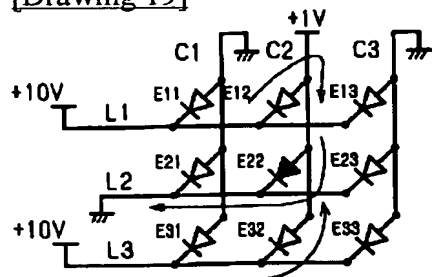 [Drawing 19]
+1V
C1 C2 C3
+10V
E11 E12 E13
L1
E21 E22 E23
L2
+10V
E31 E32 E33
L3